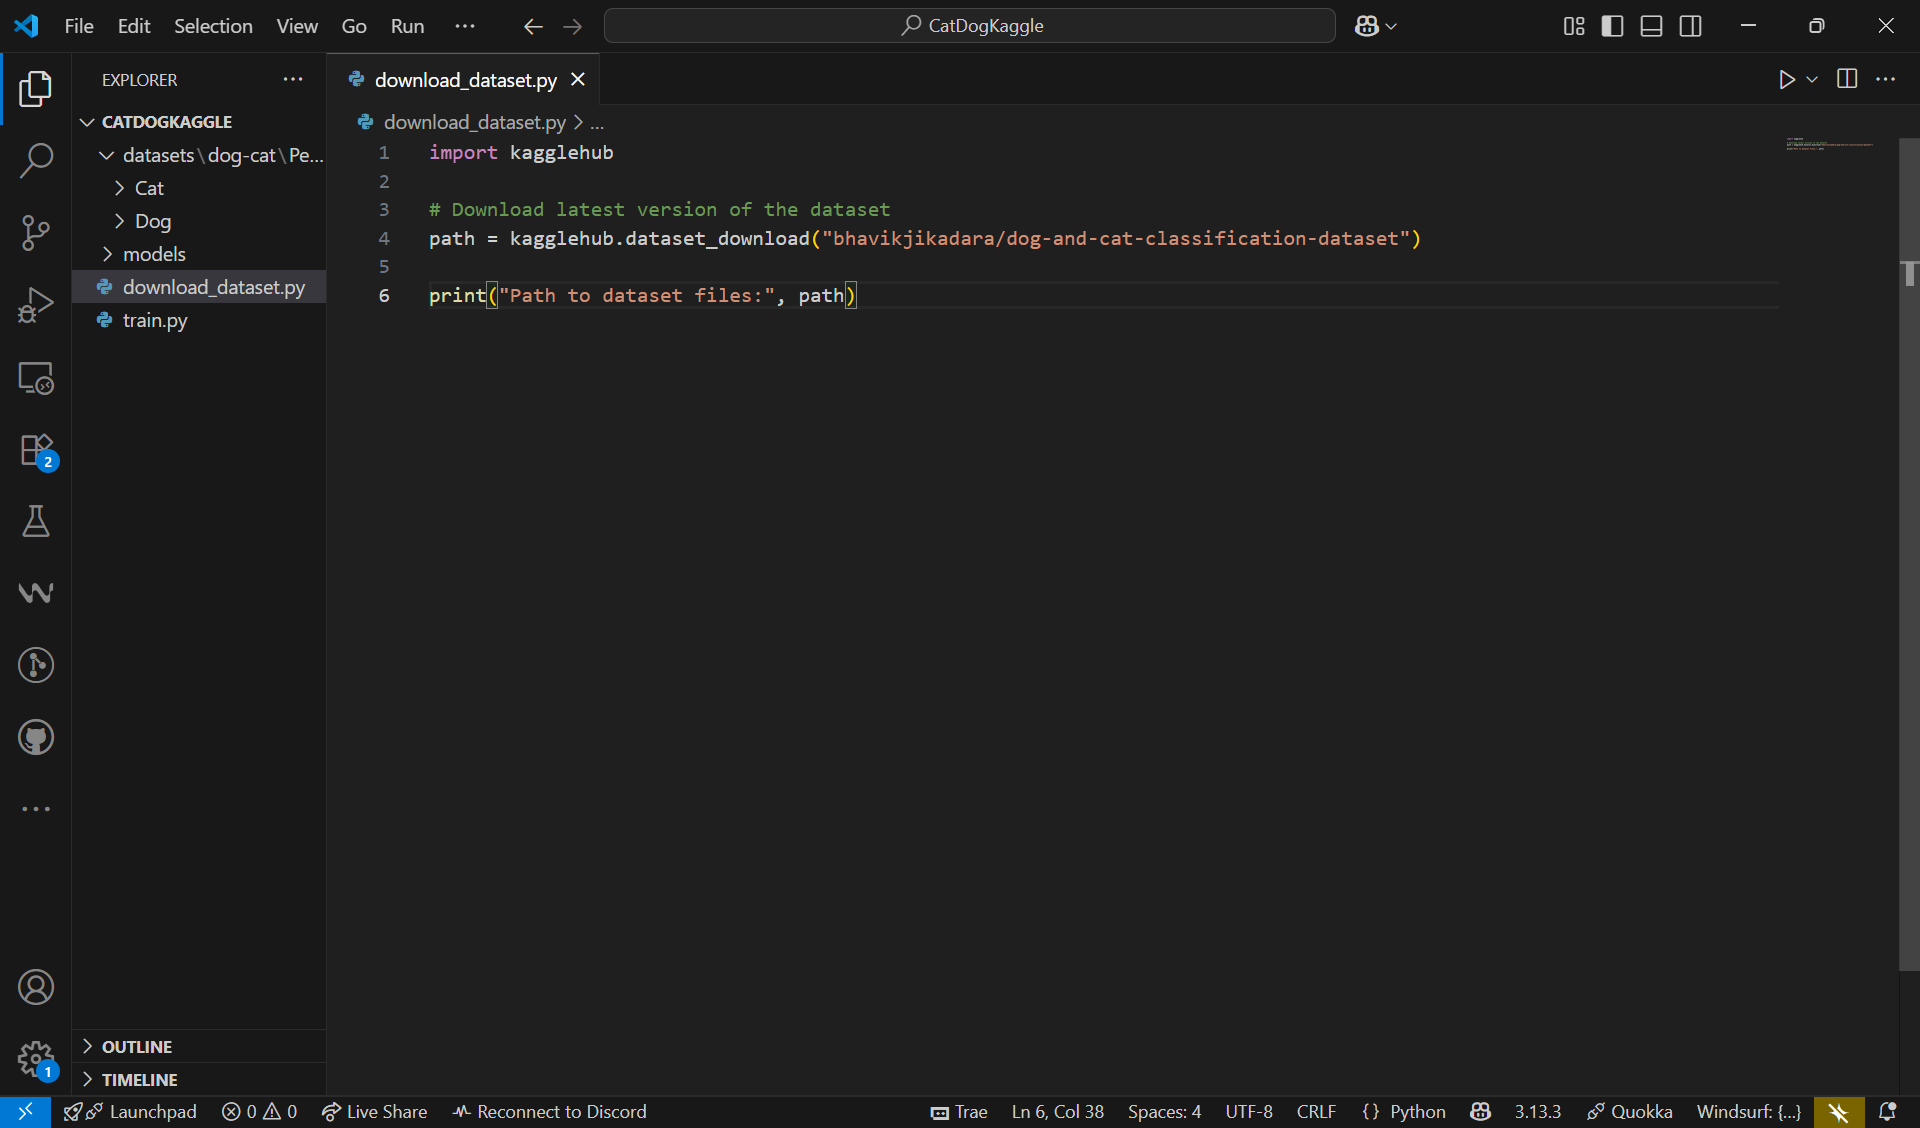 File Edit Selection View Go Run ...
CatDogKaggle
EXPLORER
CATDOGKAGGLE
datasets\dog-cat\Pe...
Cat
Dog
models
download_dataset.py
train.py
OUTLINE
TIMELINE
download_dataset.py
download_dataset.py > ...
1 import kagglehub
2
3 # Download latest version of the dataset
4 path = kagglehub.dataset_download("bhavikjikadara/dog-and-cat-classification-dataset")
5
6 print("Path to dataset files:", path)
2
1
Launchpad 0 0 Live Share Reconnect to Discord Trae Ln 6, Col 38 Spaces: 4 UTF-8 CRLF {} Python 3.13.3 Quokka Windsurf: {...}